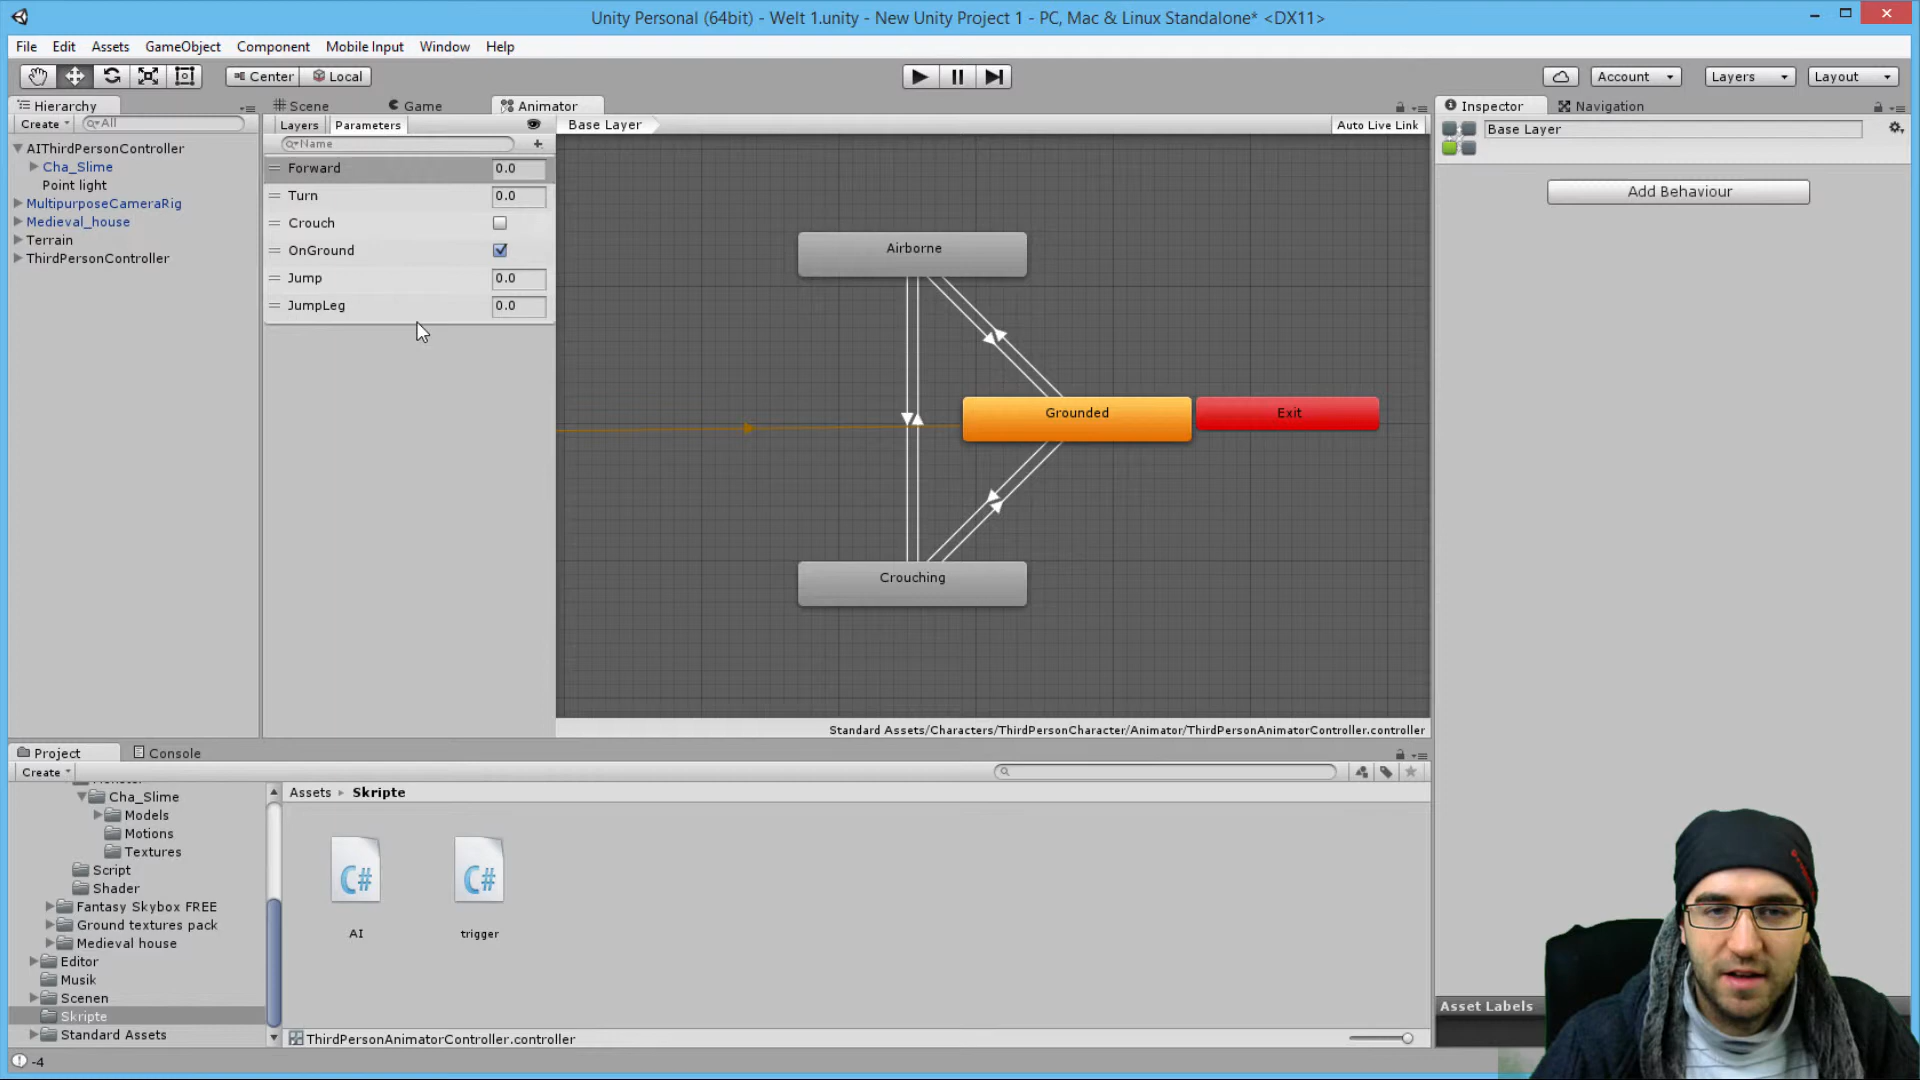 Unity Personal (64bit) - Welt 1.unity - New Unity Project 1 - PC, Mac & Linux Standalone* <DX11>
File Edit Assets GameObject Component Mobile Input Window Help
Center Local Account Layers Layout
Hierarchy Scene Game Animator Inspector Navigation
Create All Layers Parameters Base Layer Auto Live Link Base Layer
Name
AIThirdPersonController
Cha_Slime
Point light
MultipurposeCameraRig
Medieval_house
Terrain
ThirdPersonController
Forward 0.0
Turn 0.0
Crouch
OnGround
Jump 0.0
JumpLeg 0.0
Airborne
Grounded
Exit
Crouching
Standard Assets/Characters/ThirdPersonCharacter/Animator/ThirdPersonAnimatorController.controller
Add Behaviour
Project Console
Create
Cha_Slime
Models
Motions
Textures
Script
Shader
Fantasy Skybox FREE
Ground textures pack
Medieval house
Editor
Musik
Scenen
Skripte
Standard Assets
Assets Skripte
C# C#
AI trigger
ThirdPersonAnimatorController.controller
Asset Labels
-4